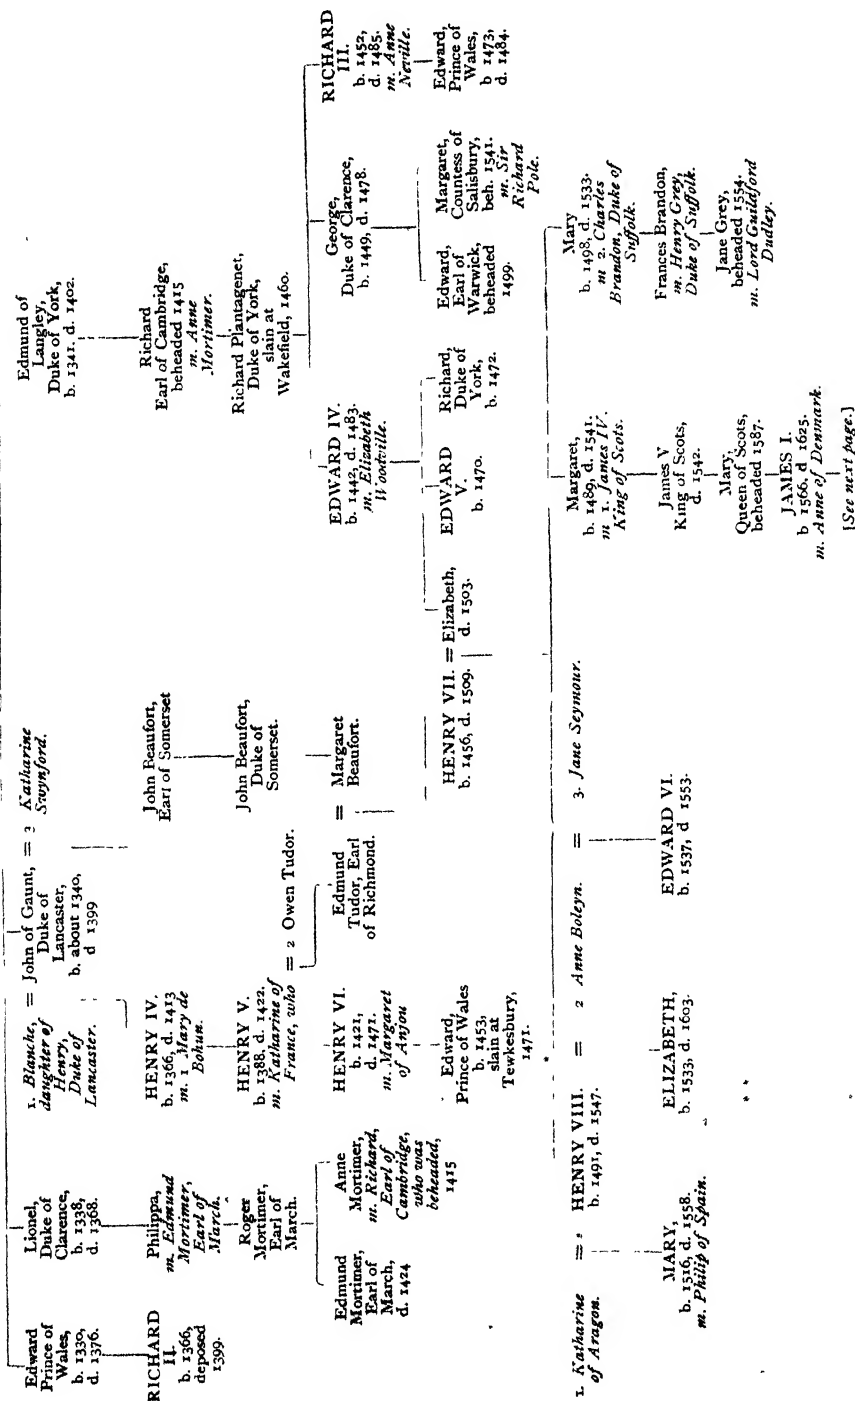 Edward
Prince of
Wales,
b. 1330,
d. 1376.
RICHARD
II.
b. 1366,
deposed
1399.
Lionel,
Duke of
Clarence,
b. 1338,
d. 1368.
Philippa,
m. Edmund
Mortimer,
Earl of
March.
Roger
Mortimer,
Earl of
March.
Edmund
Mortimer,
Earl of
March,
d. 1424
Anne
Mortimer,
m. Richard,
Earl of
Cambridge,
who was
beheaded,
1415
1. Blanche,
daughter of
Henry,
Duke of
Lancaster.
= John of Gaunt, = 3 Katharine
Duke of
Lancaster,
b. about 1340,
d 1399
Swynford.
HENRY IV.
b. 1366, d. 1413
m. 1 Mary de
Bohun.
HENRY V.
b. 1388, d. 1422.
m. Katharine of
France, who = 2 Owen Tudor.
HENRY VI.
b. 1421,
d. 1471.
m. Margaret
of Anjou
Edward,
Prince of Wales
b. 1453,
slain at
Tewkesbury,
1471.
Edmund
Tudor, Earl
of Richmond.
=
John Beaufort,
Earl of Somerset
John Beaufort,
Duke of
Somerset.
Margaret
Beaufort.
HENRY VII. = Elizabeth,
b. 1456, d. 1509.
d. 1503.
Edmund of
Langley,
Duke of York,
b. 1341, d. 1402.
Richard
Earl of Cambridge,
beheaded 1415
m. Anne
Mortimer.
Richard Plantagenet,
Duke of York,
slain at
Wakefield, 1460.
EDWARD IV.
b. 1442, d. 1483.
m. Elizabeth
Woodville.
George,
Duke of Clarence,
b. 1449, d. 1478.
RICHARD
III.
b. 1452,
d. 1485.
m. Anne
Neville.
EDWARD
V.
b. 1470.
Richard,
Duke of
York,
b. 1472.
Edward,
Earl of
Warwick,
beheaded
1499.
Margaret,
Countess of
Salisbury,
beh. 1541.
m. Sir
Richard
Pole.
Edward,
Prince of
Wales,
b 1473,
d. 1484.
1. Katharine = HENRY VIII. = 2 Anne Boleyn. = 3. Jane Seymour.
of Aragon.
b. 1491, d. 1547.
MARY,
b. 1516, d. 1558.
m. Philip of Spain.
ELIZABETH,
b. 1533, d. 1603.
EDWARD VI.
b. 1537, d 1553.
Margaret,
b. 1489, d. 1541.
m 1. James IV.
King of Scots.
James V
King of Scots,
d. 1542.
Mary,
Queen of Scots,
beheaded 1587.
JAMES I.
b 1566, d 1625.
m. Anne of Denmark.
[See next page.]
Mary
b. 1498, d. 1533.
m 2. Charles
Brandon, Duke of
Suffolk.
Frances Brandon,
m. Henry Grey,
Duke of Suffolk.
Jane Grey,
beheaded 1554.
m. Lord Guildford
Dudley.